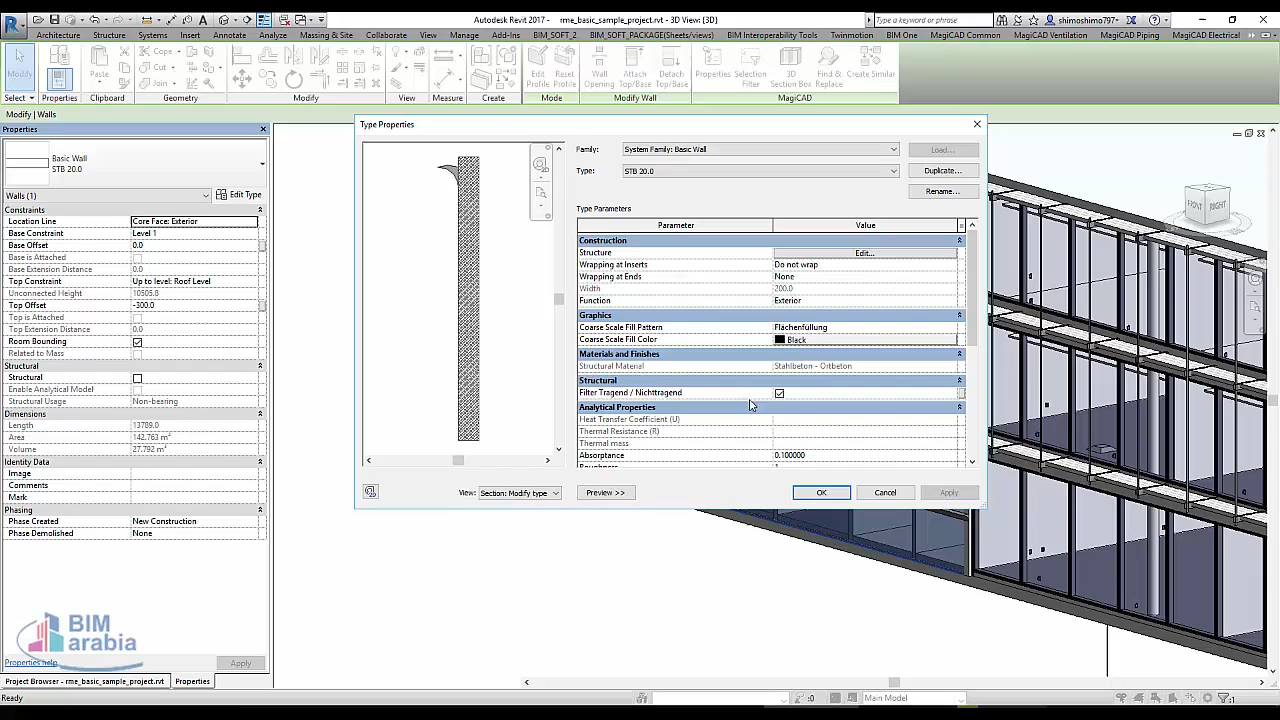 Autodesk Revit 2017 - rme_basic_sample_project.rvt - 3D View: {3D}
Type a keyword or phrase
shimoshimo797
Architecture Structure Systems Insert Annotate Analyze Massing & Site Collaborate View Manage Add-Ins BIM_SOFT_2 BIM_SOFT_PACKAGE(Sheets/views) BIM Interoperability Tools Twinmotion BIM One MagiCAD Common MagiCAD Ventilation MagiCAD Piping MagiCAD Electrical
Modify
Paste
Cope
Cut
Join
Edit Profile
Reset Profile
Wall Opening
Attach Top/Base
Detach Top/Base
Properties
Selection Filter
3D Section Box
Find & Replace
Create Similar
Select Properties Clipboard Geometry Modify View Measure Create Mode Modify Wall MagiCAD
Modify | Walls
Properties
Basic Wall
STB 20.0
Walls (1) Edit Type
Constraints
Location Line Core Face: Exterior
Base Constraint Level 1
Base Offset 0.0
Base is Attached
Base Extension Distance 0.0
Top Constraint Up to level: Roof Level
Unconnected Height 10505.8
Top Offset -300.0
Top is Attached
Top Extension Distance 0.0
Room Bounding
Related to Mass
Structural
Structural
Enable Analytical Model
Structural Usage Non-bearing
Dimensions
Length 13789.0
Area 142.763 m²
Volume 27.792 m³
Identity Data
Image
Comments
Mark
Phasing
Phase Created New Construction
Phase Demolished None
BIM
arabia
Properties help Apply
Project Browser - rme_basic_sample_project.rvt Properties
Ready
:0
Main Model
:1
Type Properties
Family: System Family: Basic Wall Load...
Type: STB 20.0 Duplicate...
Rename...
Type Parameters
Parameter Value
Construction
Structure Edit...
Wrapping at Inserts Do not wrap
Wrapping at Ends None
Width 200.0
Function Exterior
Graphics
Coarse Scale Fill Pattern Flächenfüllung
Coarse Scale Fill Color Black
Materials and Finishes
Structural Material Stahlbeton - Ortbeton
Structural
Filter Tragend / Nichttragend
Analytical Properties
Heat Transfer Coefficient (U)
Thermal Resistance (R)
Thermal mass
Absorptance 0.100000
Roughness 1
View: Section: Modify type Preview >> OK Cancel Apply
FRONT RIGHT